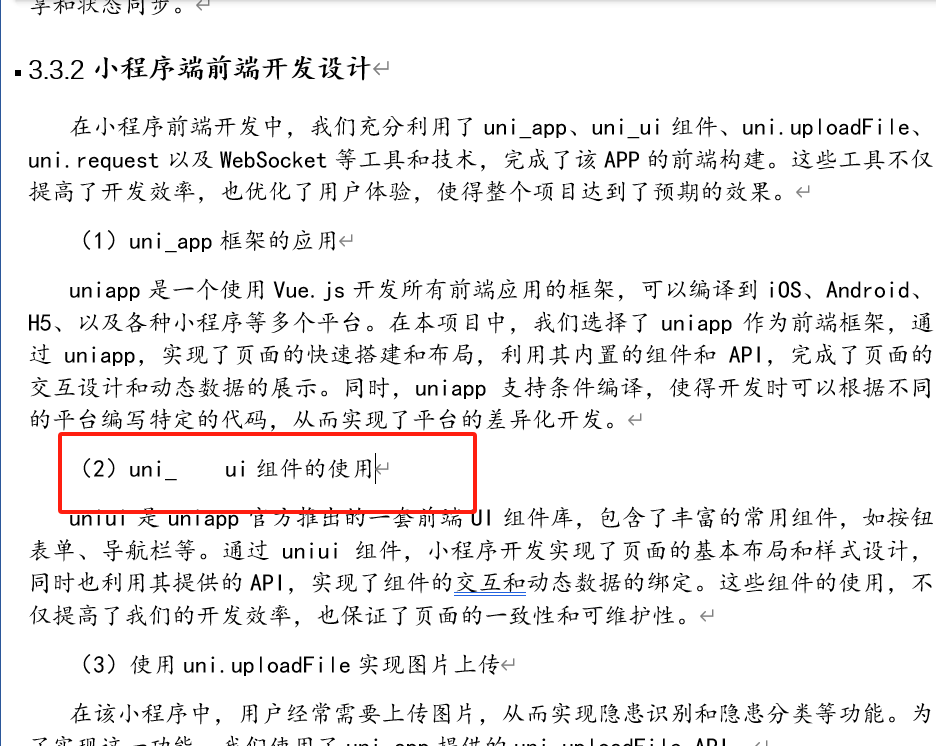 享和状态同步。
3.3.2 小程序端前端开发设计
在小程序前端开发中，我们充分利用了 uni_app、uni_ui 组件、uni.uploadFile、
uni.request 以及 WebSocket 等工具和技术，完成了该 APP 的前端构建。这些工具不仅
提高了开发效率，也优化了用户体验，使得整个项目达到了预期的效果。
（1）uni_app 框架的应用
uniapp 是一个使用 Vue.js 开发所有前端应用的框架，可以编译到 iOS、Android、
H5、以及各种小程序等多个平台。在本项目中，我们选择了 uniapp 作为前端框架，通
过 uniapp，实现了页面的快速搭建和布局，利用其内置的组件和 API，完成了页面的
交互设计和动态数据的展示。同时，uniapp 支持条件编译，使得开发时可以根据不同
的平台编写特定的代码，从而实现了平台的差异化开发。
（2）uni_ ui 组件的使用
uniui 是 uniapp 官方推出的一套前端 UI 组件库，包含了丰富的常用组件，如按钮
表单、导航栏等。通过 uniui 组件，小程序开发实现了页面的基本布局和样式设计，
同时也利用其提供的 API，实现了组件的交互和动态数据的绑定。这些组件的使用，不
仅提高了我们的开发效率，也保证了页面的一致性和可维护性。
（3）使用 uni.uploadFile 实现图片上传
在该小程序中，用户经常需要上传图片，从而实现隐患识别和隐患分类等功能。为
了实现这一功能，我们使用了 uni_app 提供的 uni.uploadFile API。